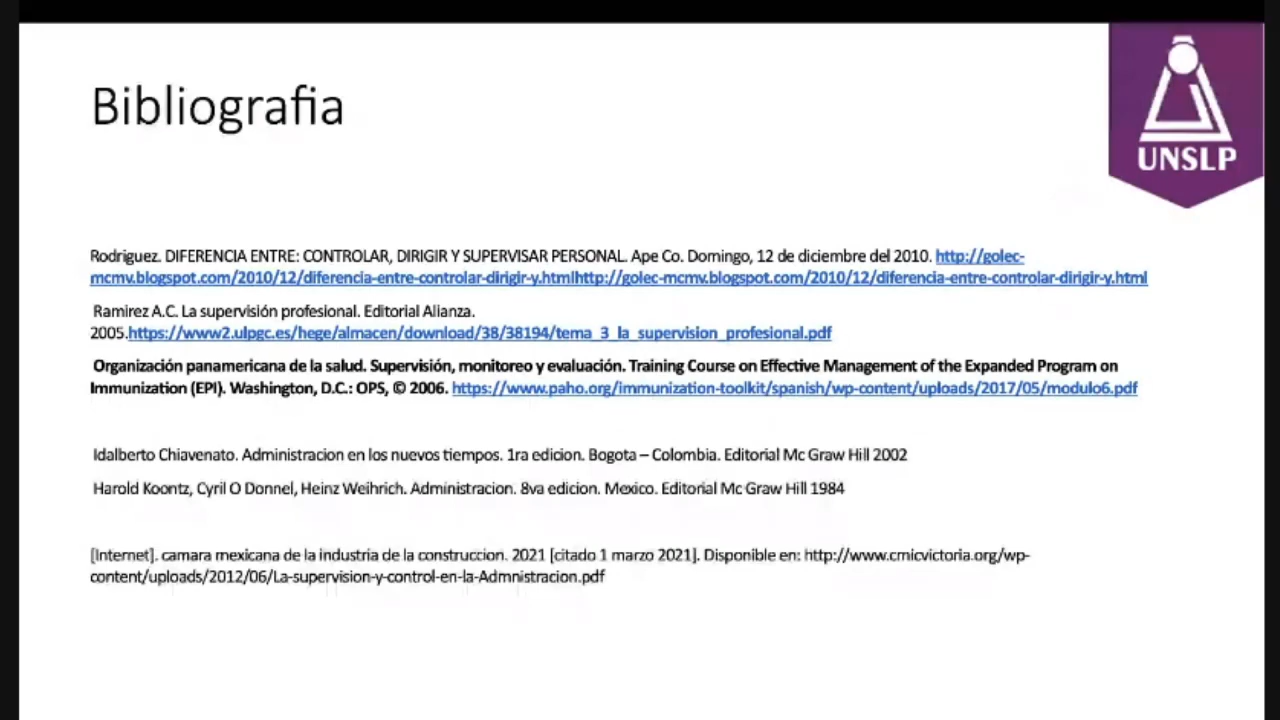 Bibliografia
UNSLP
Rodriguez. DIFERENCIA ENTRE: CONTROLAR, DIRIGIR Y SUPERVISAR PERSONAL. Ape Co. Domingo, 12 de diciembre del 2010. http://golec-
mcmv.blogspot.com/2010/12/diferencia-entre-controlar-dirigir-y.htmlhttp://golec-mcmv.blogspot.com/2010/12/diferencia-entre-controlar-dirigir-y.html
Ramirez A.C. La supervisión profesional. Editorial Alianza.
2005.https://www2.ulpgc.es/hege/almacen/download/38/38194/tema_3_la_supervision_profesional.pdf
Organización panamericana de la salud. Supervisión, monitoreo y evaluación. Training Course on Effective Management of the Expanded Program on
Immunization (EPI). Washington, D.C.: OPS, © 2006. https://www.paho.org/immunization-toolkit/spanish/wp-content/uploads/2017/05/modulo6.pdf
Idalberto Chiavenato. Administracion en los nuevos tiempos. 1ra edicion. Bogota – Colombia. Editorial Mc Graw Hill 2002
Harold Koontz, Cyril O Donnel, Heinz Weihrich. Administracion. 8va edicion. Mexico. Editorial Mc Graw Hill 1984
[Internet]. camara mexicana de la industria de la construccion. 2021 [citado 1 marzo 2021]. Disponible en: http://www.cmicvictoria.org/wp-
content/uploads/2012/06/La-supervision-y-control-en-la-Admnistracion.pdf